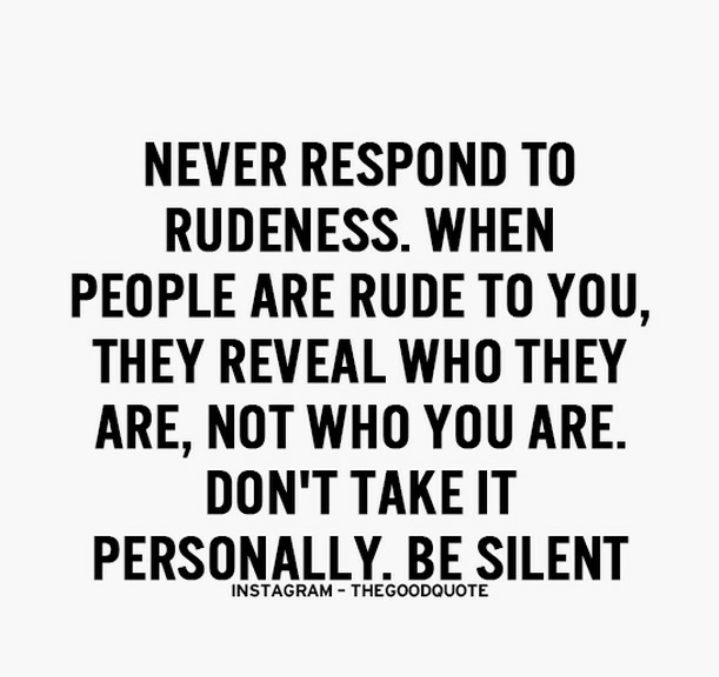 NEVER RESPOND TO
RUDENESS. WHEN
PEOPLE ARE RUDE TO YOU,
THEY REVEAL WHO THEY
ARE, NOT WHO YOU ARE.
DON'T TAKE IT
PERSONALLY. BE SILENT
INSTAGRAM - THEGOODQUOTE